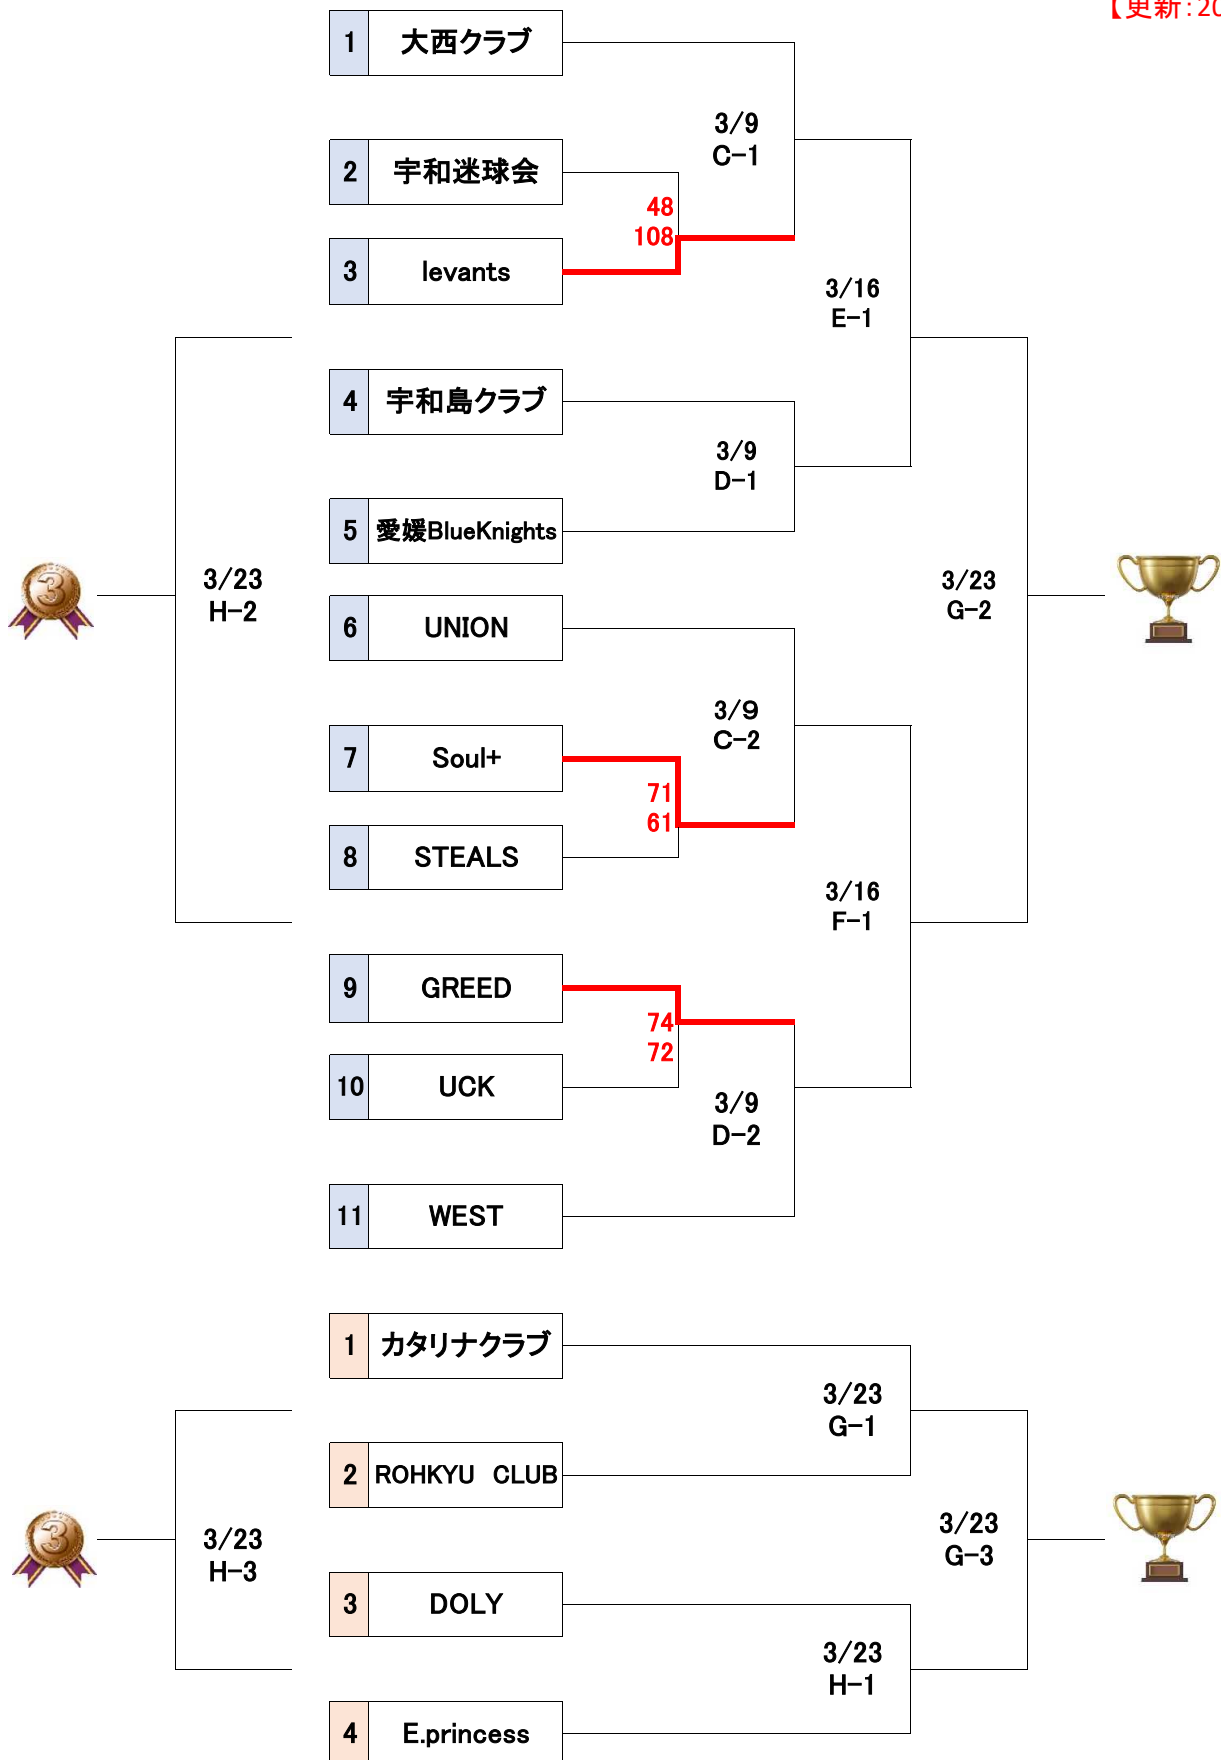 【更新：20
1 大西クラブ
3/9
C-1
2 宇和迷球会
48
108
3 levants
3/16
E-1
4 宇和島クラブ
3/9
D-1
5 愛媛BlueKnights
3
3/23
H-2
3/23
G-2
6 UNION
3/9
C-2
7 Soul+
71
61
8 STEALS
3/16
F-1
9 GREED
74
72
10 UCK
3/9
D-2
11 WEST
1 カタリナクラブ
3/23
G-1
2 ROHKYU　CLUB
3
3/23
H-3
3/23
G-3
3 DOLY
3/23
H-1
4 E.princess